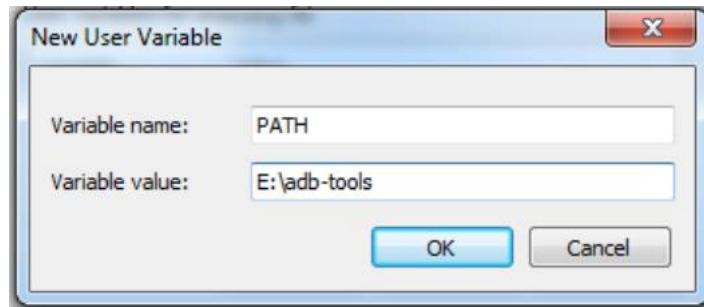 New User Variable
Variable name: PATH
Variable value: E:\adb-tools
OK Cancel